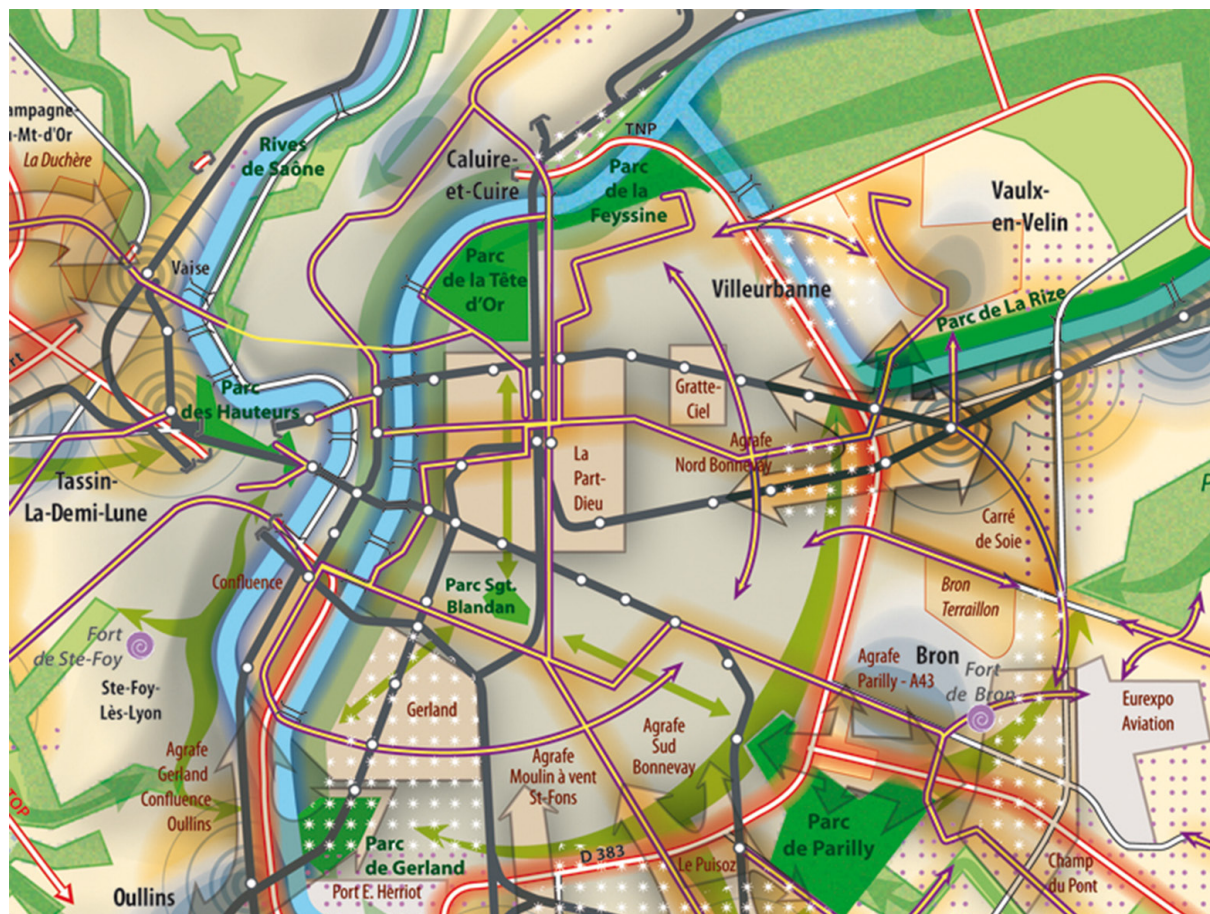 TNP
ampagne-
-Mt-d'Or
La Duchère
Rives
de Saône
Caluire-
et-Cuire
Parc
de la
Feyssine
Vaulx-
en-Velin
Vaise
Parc
de la Tête
d'Or
Villeurbanne
Parc de La Rize
Parc
des Hauteurs
Gratte-
Ciel
Agrafe
Nord Bonnevay
La
Part-
Dieu
Tassin-
La-Demi-Lune
Carré
de Soie
Confluence
Parc Sgt.
Blandan
Bron
Terraillon
Fort
de Ste-Foy
Agrafe
Parilly - A43
Bron
Fort
de Bron
Ste-Foy-
Lès-Lyon
Gerland
Eurexpo
Aviation
Agrafe
Gerland
Confluence
Oullins
Agrafe
Moulin à vent
St-Fons
Agrafe
Sud
Bonnevay
TOP
Parc
de Gerland
D 383
Le Puisoz
Parc
de Parilly
Champ
du Pont
Oullins
Port E. Herriot